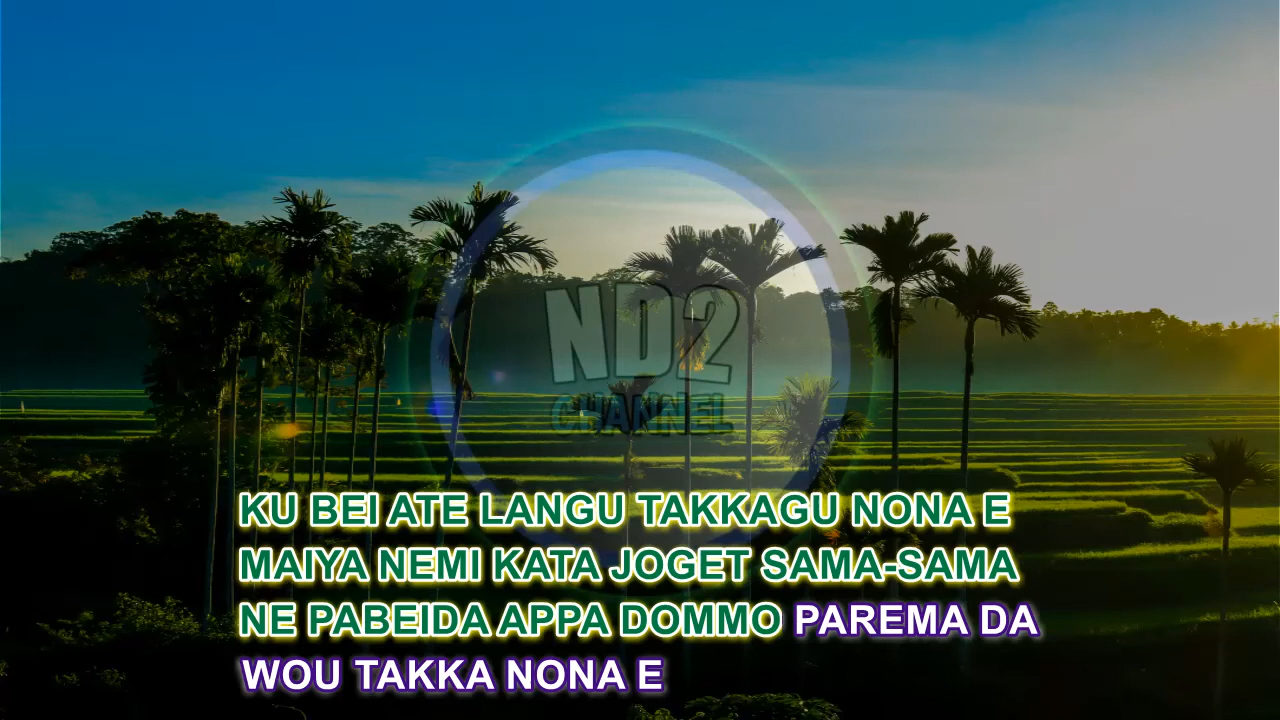 ND2
CHANNEL
KU BEI ATE LANGU TAKKAGU NONA E
MAIYA NEMI KATA JOGET SAMA-SAMA
NE PABEIDA APPA DOMMO PAREMA DA
WOU TAKKA NONA E